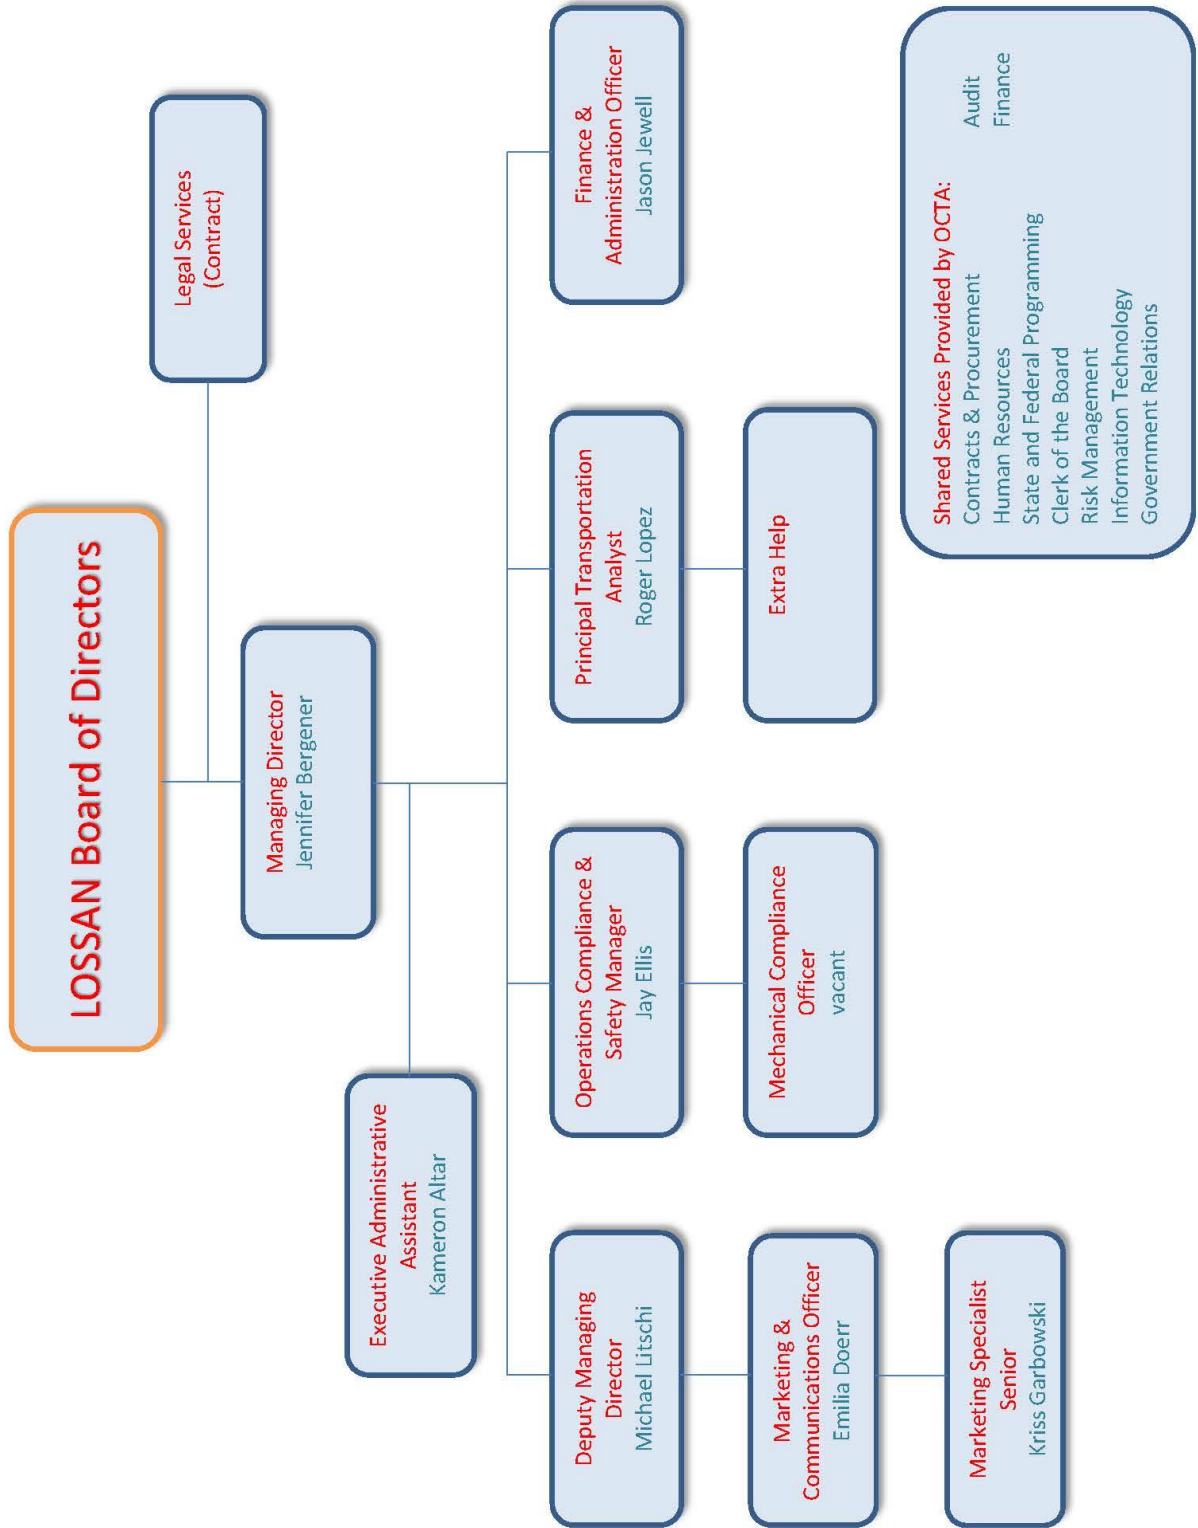 LOSSAN Board of Directors
Legal Services
(Contract)
Managing Director
Jennifer Bergener
Executive Administrative
Assistant
Kameron Altar
Deputy Managing
Director
Michael Litschi
Operations Compliance &
Safety Manager
Jay Ellis
Principal Transportation
Analyst
Roger Lopez
Finance &
Administration Officer
Jason Jewell
Marketing &
Communications Officer
Emilia Doerr
Mechanical Compliance
Officer
vacant
Extra Help
Marketing Specialist
Senior
Kriss Garbowski
Shared Services Provided by OCTA:
Contracts & Procurement Audit
Human Resources Finance
State and Federal Programming
Clerk of the Board
Risk Management
Information Technology
Government Relations